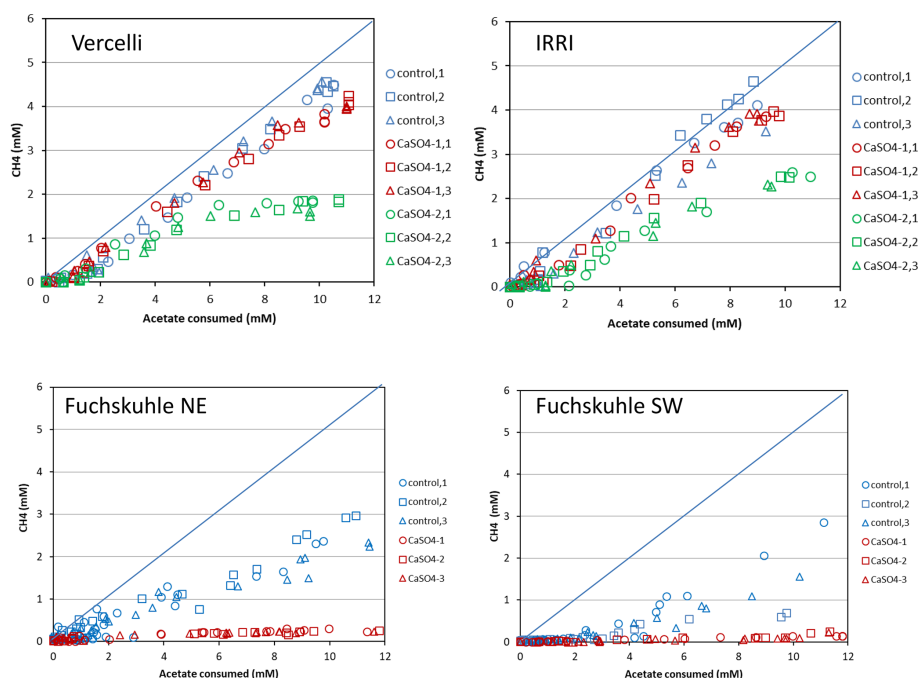 Vercelli
CH4 (mM)
6
5
4
3
2
1
0
0 2 4 6 8 10 12
Acetate consumed (mM)
control,1
control,2
control,3
CaSO4-1,1
CaSO4-1,2
CaSO4-1,3
CaSO4-2,1
CaSO4-2,2
CaSO4-2,3
IRRI
CH4 (mM)
6
5
4
3
2
1
0
0 2 4 6 8 10 12
Acetate consumed (mM)
control,1
control,2
control,3
CaSO4-1,1
CaSO4-1,2
CaSO4-1,3
CaSO4-2,1
CaSO4-2,2
CaSO4-2,3
Fuchskuhle NE
CH4 (mM)
6
5
4
3
2
1
0
0 2 4 6 8 10 12
Acetate consumed (mM)
control,1
control,2
control,3
CaSO4-1
CaSO4-2
CaSO4-3
Fuchskuhle SW
CH4 (mM)
6
5
4
3
2
1
0
0 2 4 6 8 10 12
Acetate consumed (mM)
control,1
control,2
control,3
CaSO4-1
CaSO4-2
CaSO4-3